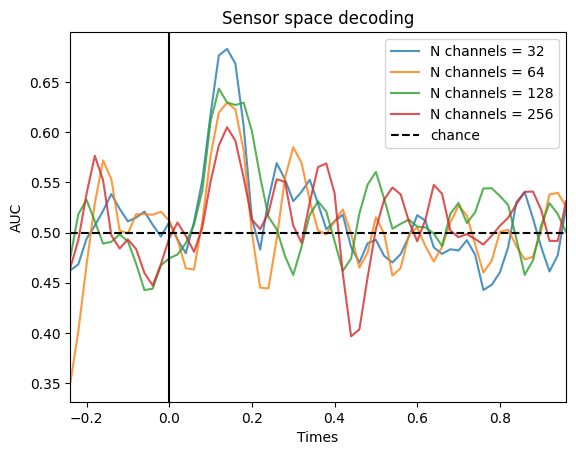 Sensor space decoding
N channels = 32
N channels = 64
N channels = 128
N channels = 256
chance
AUC
0.65
0.60
0.55
0.50
0.45
0.40
0.35
−0.2 0.0 0.2 0.4 0.6 0.8
Times